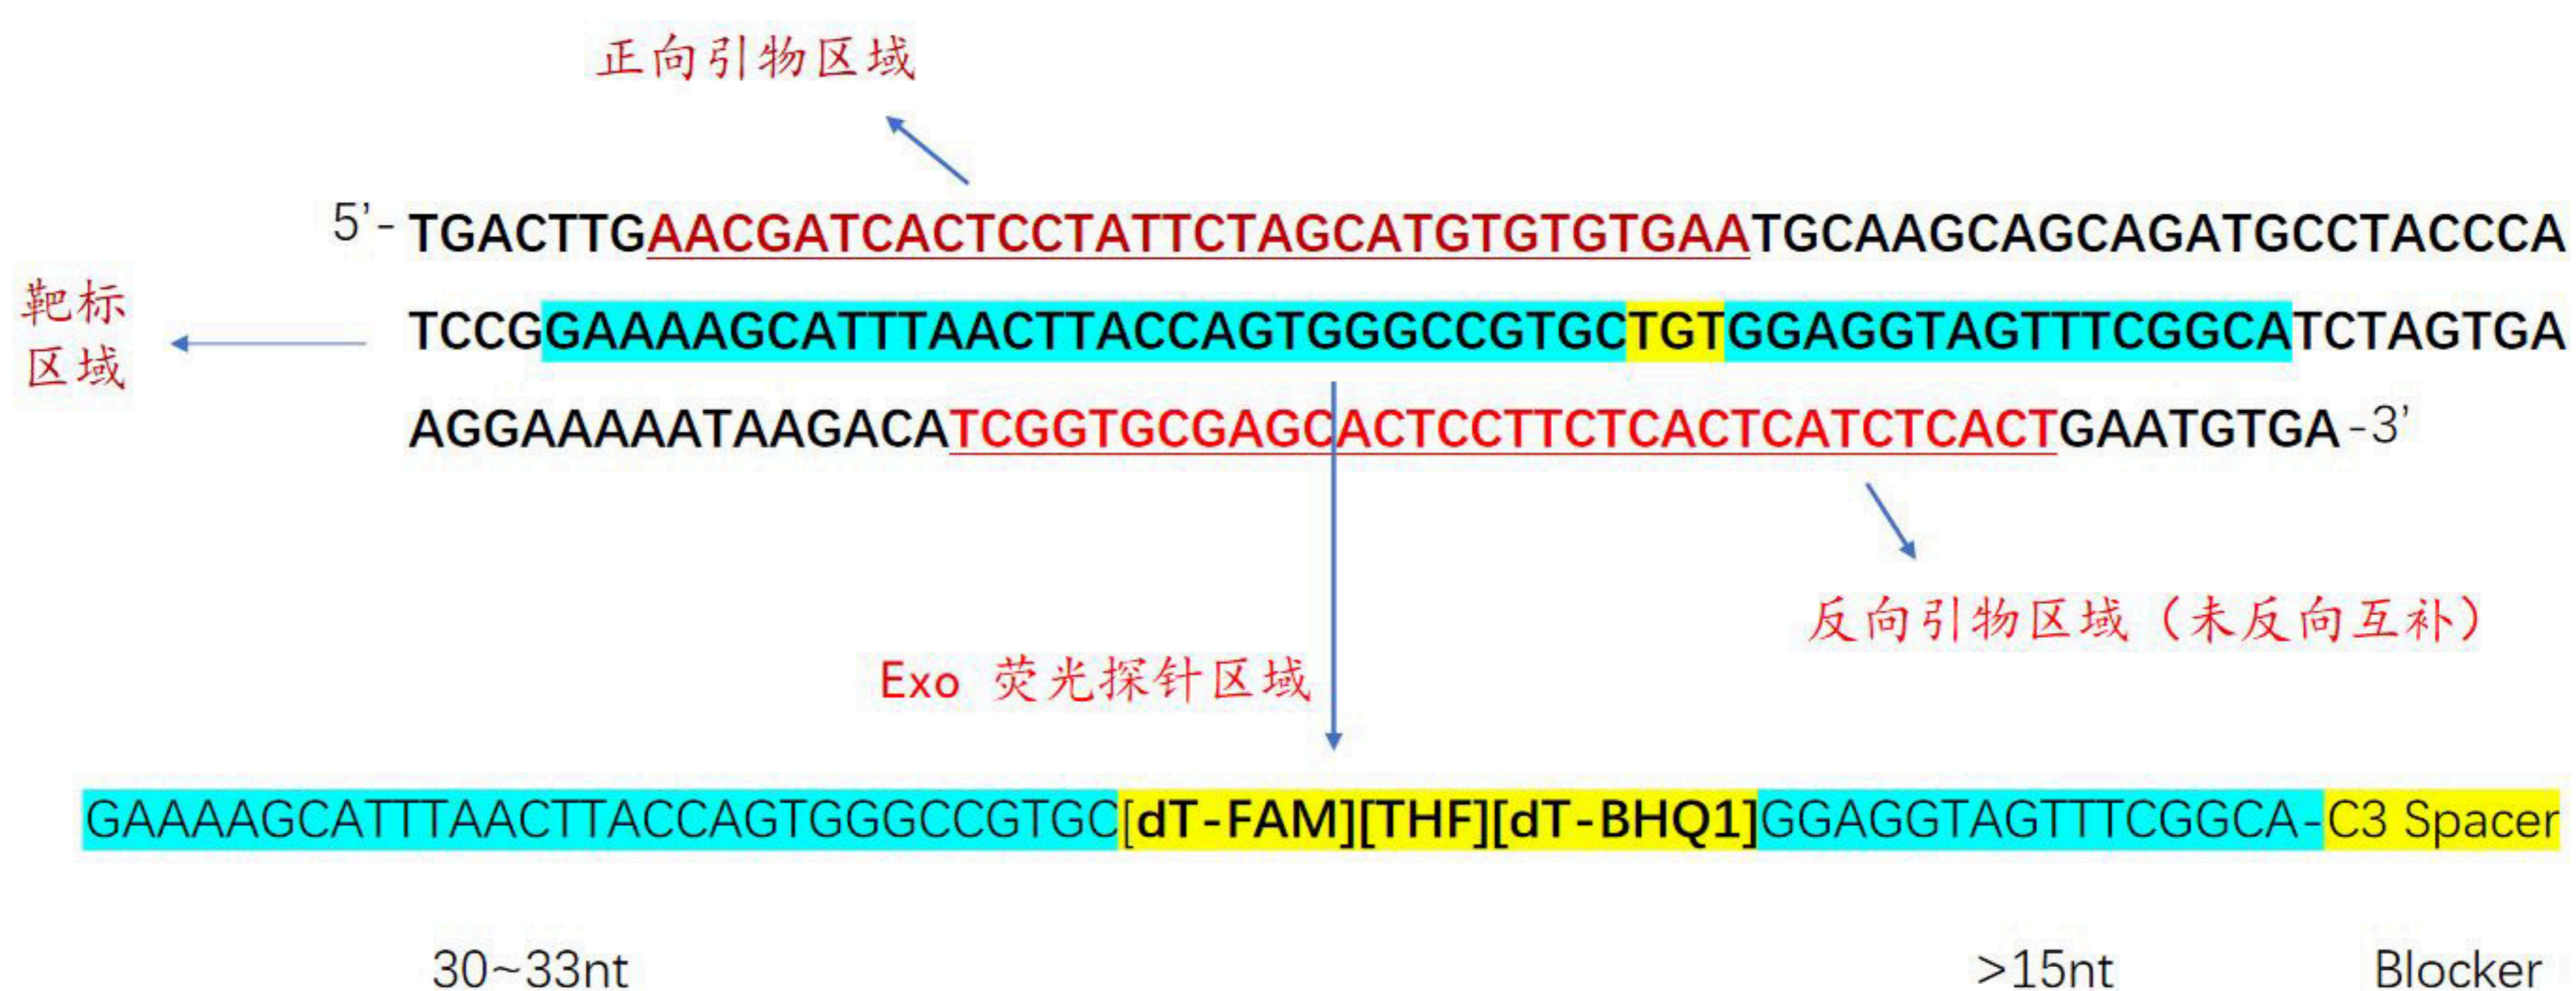 正向引物区域
5’- TGACTTGAACGATCACTCCTATTCTAGCATGTGTGTGAATGCAAGCAGCAGATGCCTACCCA
靶标
区域
TCCGGAAAAGCATTTAACTTACCAGTGGGCCGTGCTGTGGAGGTAGTTTCGGCATCTAGTGA
AGGAAAAATAAGACATCGGTGCGAGCACTCCTTCTCACTCATCTCACTGAATGTGA-3’
反向引物区域（未反向互补）
Exo 荧光探针区域
GAAAAGCATTTAACTTACCAGTGGGCCGTGC[dT-FAM][THF][dT-BHQ1]GGAGGTAGTTTCGGCA-C3 Spacer
30~33nt >15nt Blocker